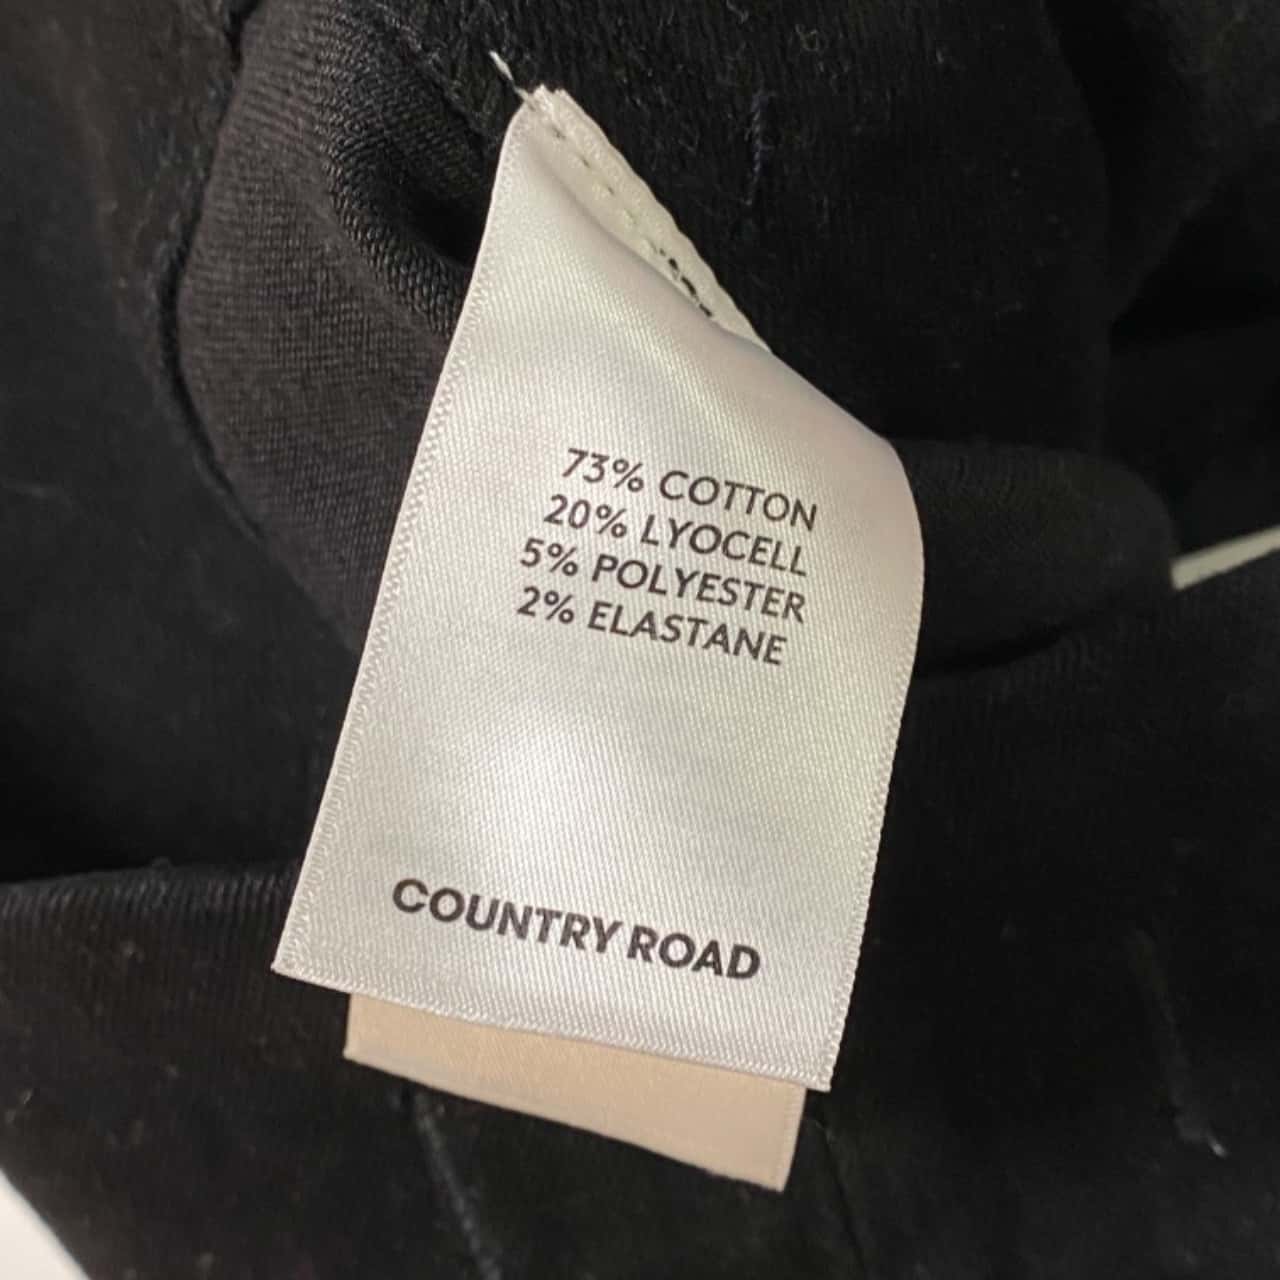 73% COTTON
20% LYOCELL
5% POLYESTER
2% ELASTANE
COUNTRY ROAD